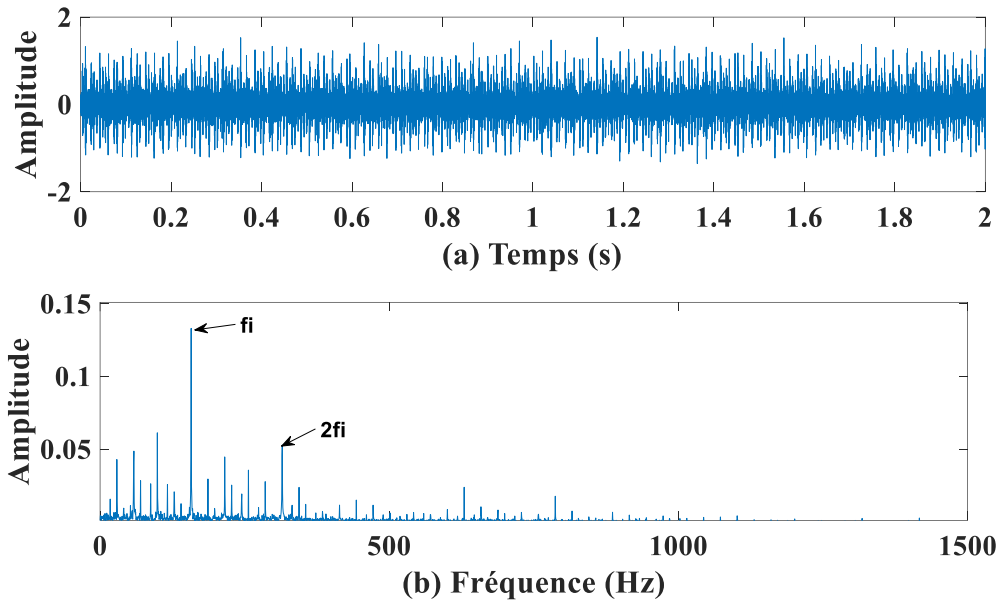 Amplitude
2
0
-2
0 0.2 0.4 0.6 0.8 1 1.2 1.4 1.6 1.8 2
(a) Temps (s)
Amplitude
0.15
0.1
0.05
fi
2fi
0 500 1000 1500
(b) Fréquence (Hz)